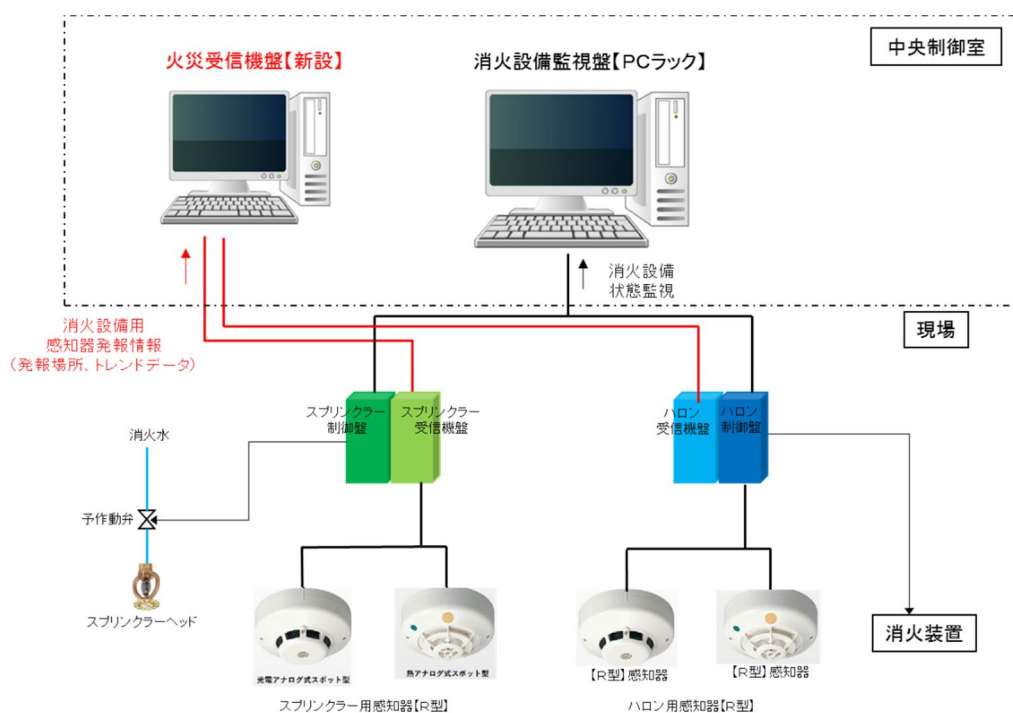 中央制御室
火災受信機盤【新設】
消火設備監視盤【PCラック】
消火設備
状態監視
現場
消火設備用
感知器発報情報
(発報場所、トレンドデータ)
スプリンクラー
制御盤
スプリンクラー
受信機盤
ハロン
受信機盤
ハロン
制御盤
消火水
予作動弁
スプリンクラーヘッド
光電アナログ式スポット型
熱アナログ式スポット型
【R型】感知器
【R型】感知器
消火装置
スプリンクラー用感知器【R型】
ハロン用感知器【R型】